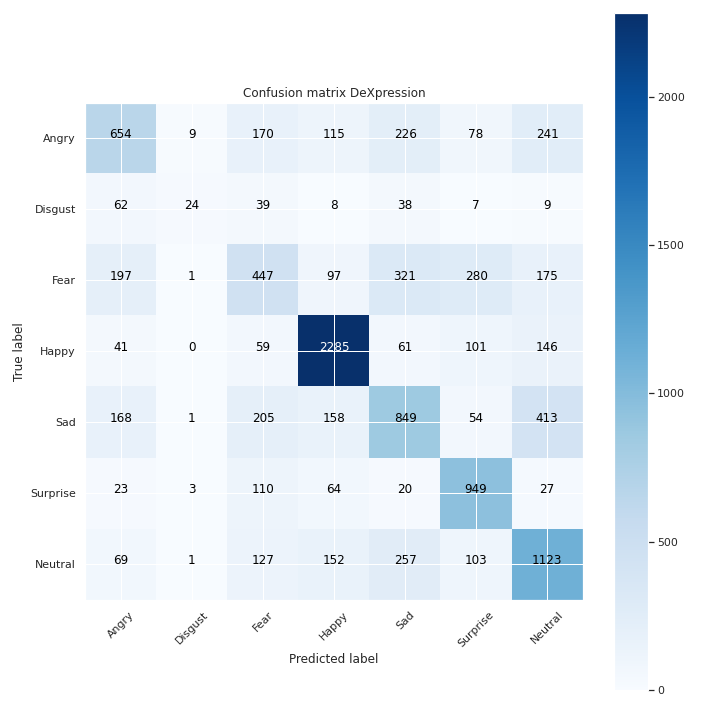 Confusion matrix DeXpression
Angry 654 9 170 115 226 78 241
Disgust 62 24 39 8 38 7 9
Fear 197 1 447 97 321 280 175
Happy 41 0 59 2285 61 101 146
Sad 168 1 205 158 849 54 413
Surprise 23 3 110 64 20 949 27
Neutral 69 1 127 152 257 103 1123
Angry Disgust Fear Happy Sad Surprise Neutral
Predicted label
True label
2000
1500
1000
500
0